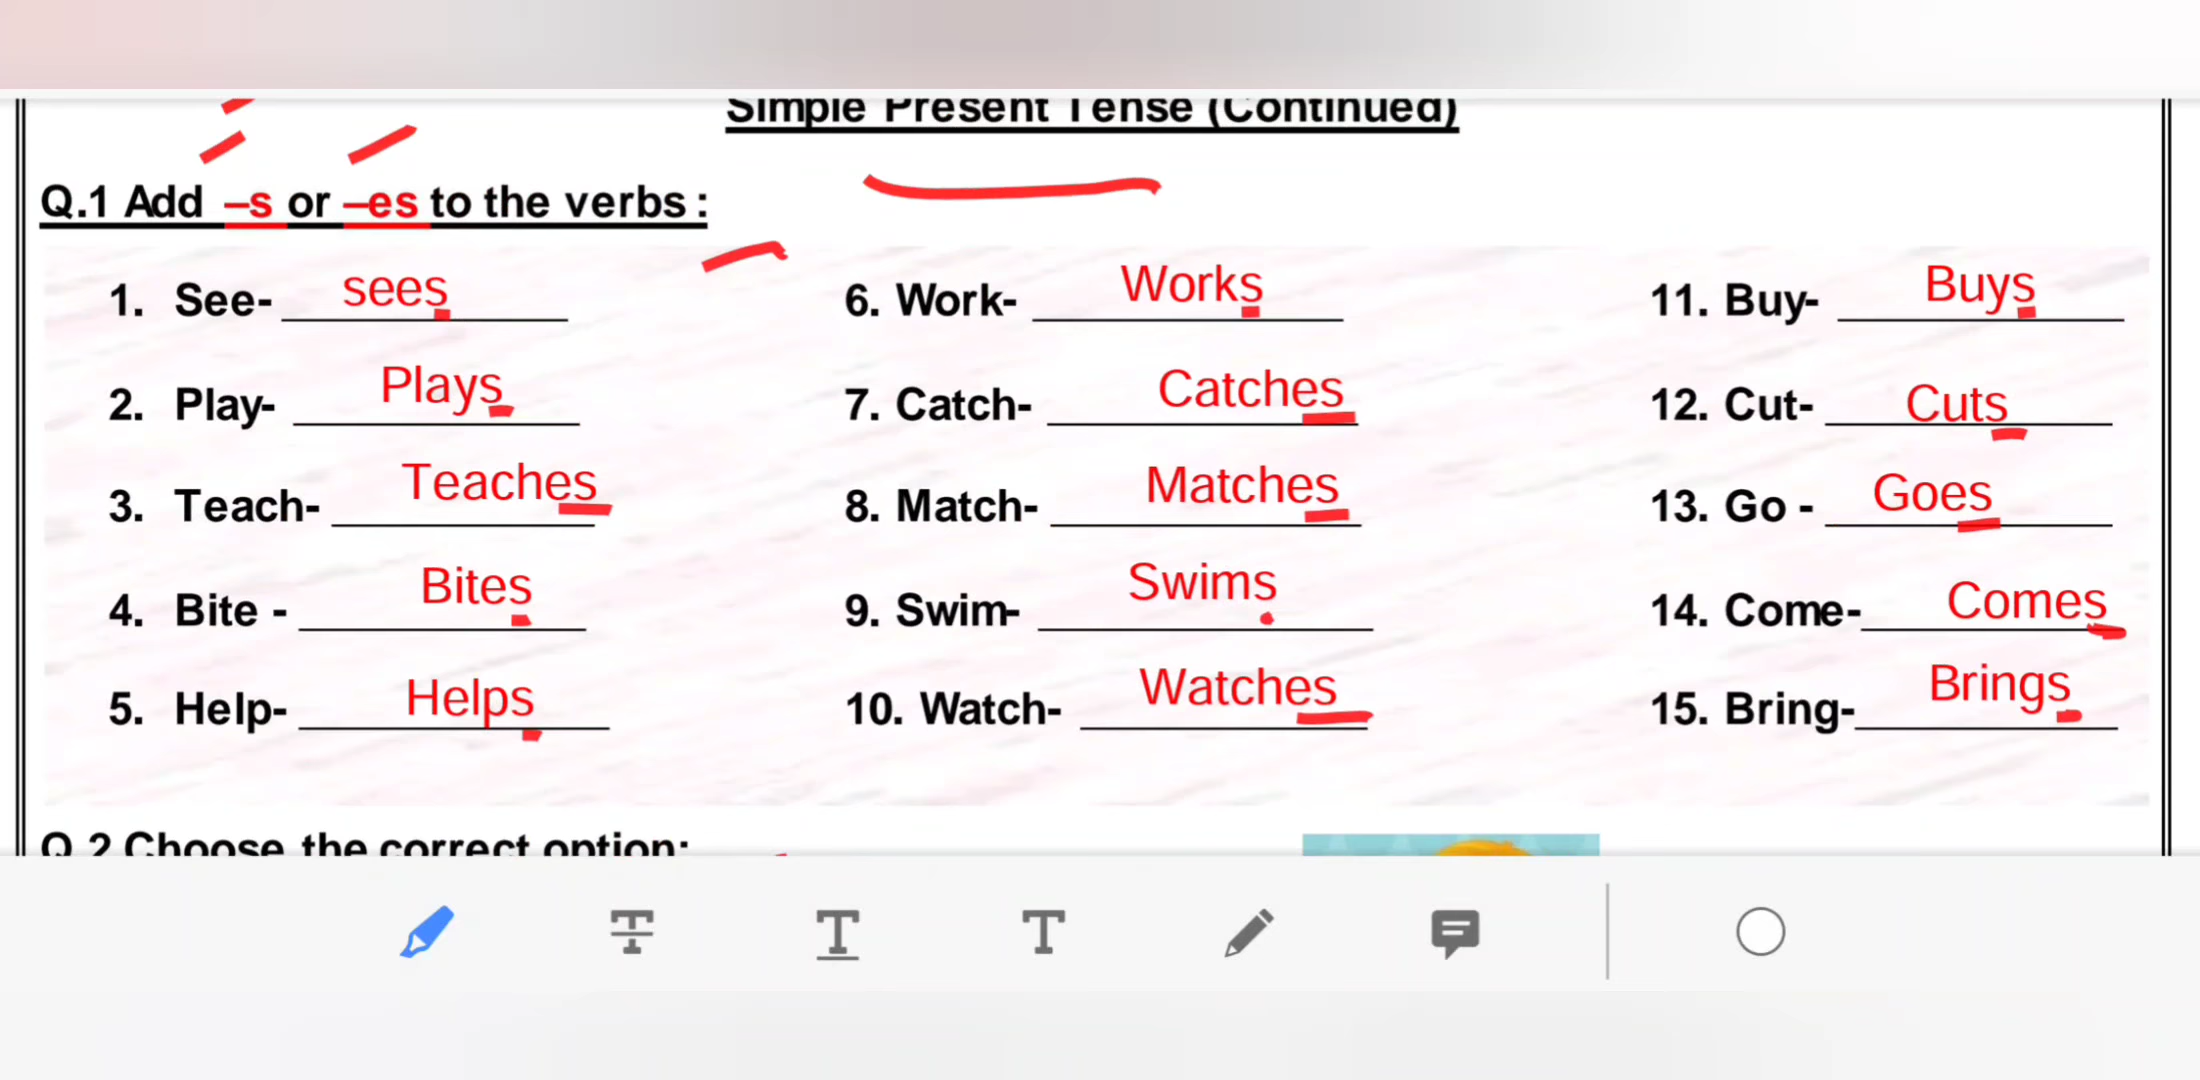 Simple Present Tense (Continued)
Q.1 Add –s or –es to the verbs :
1. See- sees
2. Play- Plays
3. Teach- Teaches
4. Bite - Bites
5. Help- Helps
6. Work- Works
7. Catch- Catches
8. Match- Matches
9. Swim- Swims
10. Watch- Watches
11. Buy- Buys
12. Cut- Cuts
13. Go - Goes
14. Come- Comes
15. Bring- Brings
Q.2 Choose the correct option: